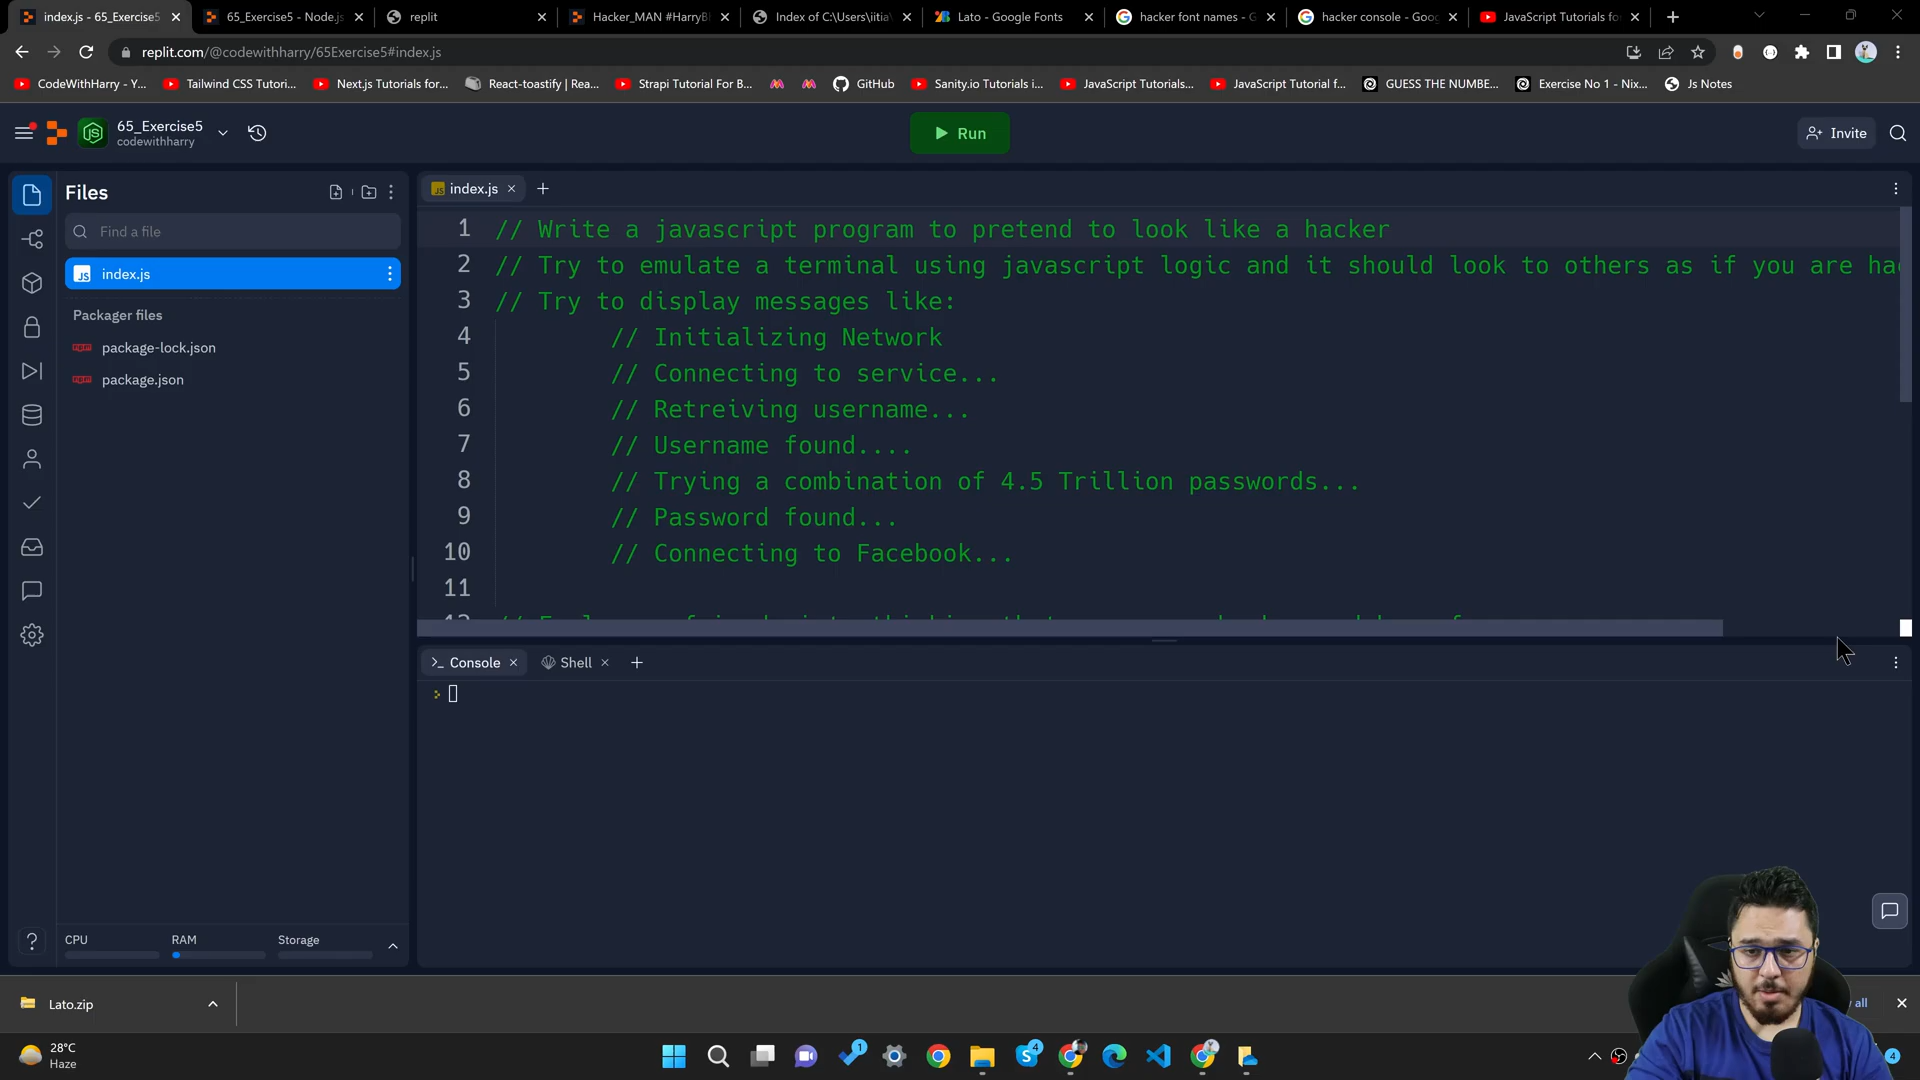 index.js - 65_Exercise5
65_Exercise5 - Node.js
replit
Hacker_MAN #HarryB
Index of C:\Users\iitia\
Lato - Google Fonts
hacker font names - G
hacker console - Goo
JavaScript Tutorials fo
replit.com/@codewithharry/65Exercise5#index.js
CodeWithHarry - Y...
Tailwind CSS Tutori...
Next.js Tutorials for...
React-toastify | Rea...
Strapi Tutorial For B...
GitHub
Sanity.io Tutorials i...
JavaScript Tutorials...
JavaScript Tutorial f...
GUESS THE NUMBE...
Exercise No 1 - Nix...
Js Notes
65_Exercise5
codewithharry
Run
Invite
Files
Find a file
index.js
Packager files
package-lock.json
package.json
index.js
1 // Write a javascript program to pretend to look like a hacker
2 // Try to emulate a terminal using javascript logic and it should look to others as if you are ha
3 // Try to display messages like:
4 // Initializing Network
5 // Connecting to service...
6 // Retreiving username...
7 // Username found....
8 // Trying a combination of 4.5 Trillion passwords...
9 // Password found...
10 // Connecting to Facebook...
11
Console
Shell
CPU
RAM
Storage
Lato.zip
all
28°C
Haze
1
4
4